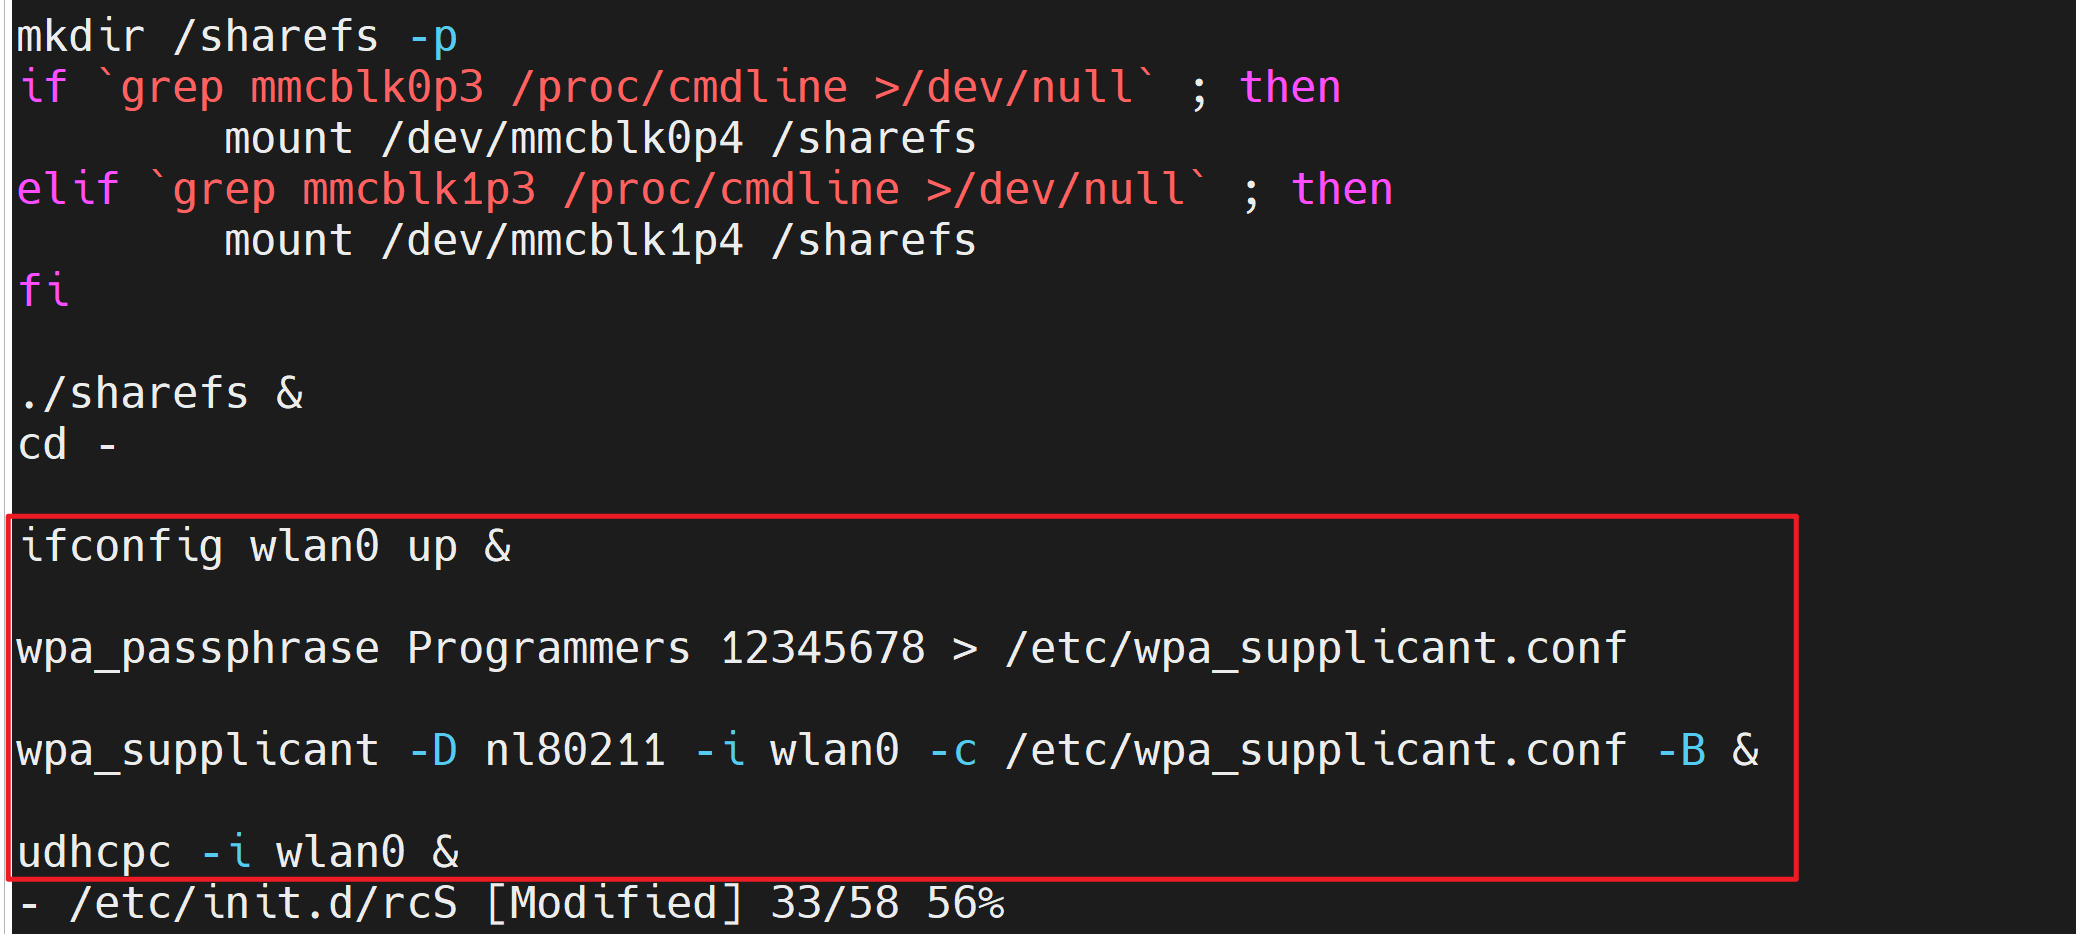 mkdir /sharefs -p
if `grep mmcblk0p3 /proc/cmdline >/dev/null` ; then
        mount /dev/mmcblk0p4 /sharefs
elif `grep mmcblk1p3 /proc/cmdline >/dev/null` ; then
        mount /dev/mmcblk1p4 /sharefs
fi
./sharefs &
cd -
ifconfig wlan0 up &
wpa_passphrase Programmers 12345678 > /etc/wpa_supplicant.conf
wpa_supplicant -D nl80211 -i wlan0 -c /etc/wpa_supplicant.conf -B &
udhcpc -i wlan0 &
- /etc/init.d/rcS [Modified] 33/58 56%